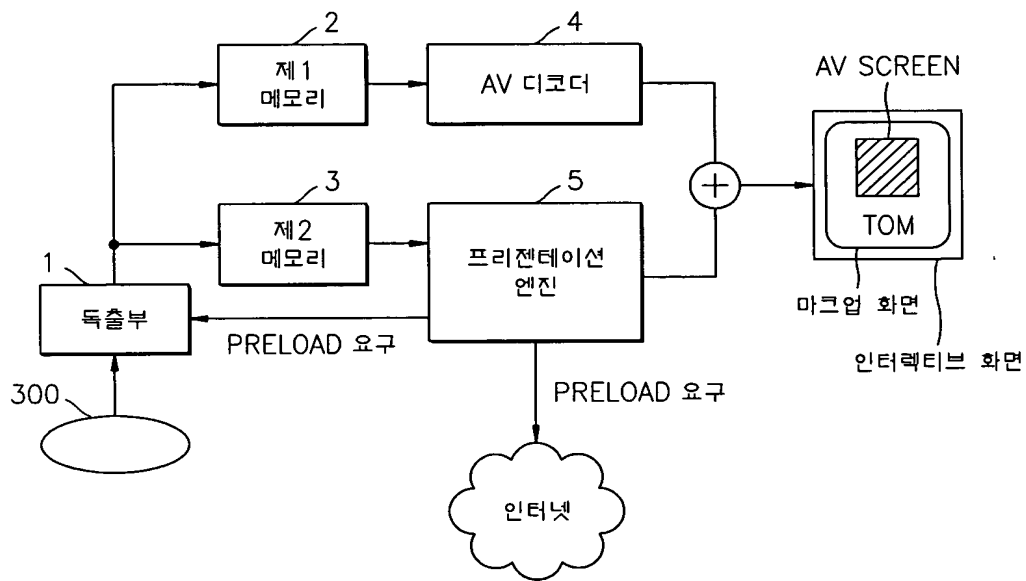 2
제1
메모리
4
AV 디코더
AV SCREEN
TOM
마크업 화면
인터렉티브 화면
3
제2
메모리
5
프리젠테이션
엔진
1
독출부
PRELOAD 요구
300
PRELOAD 요구
인터넷